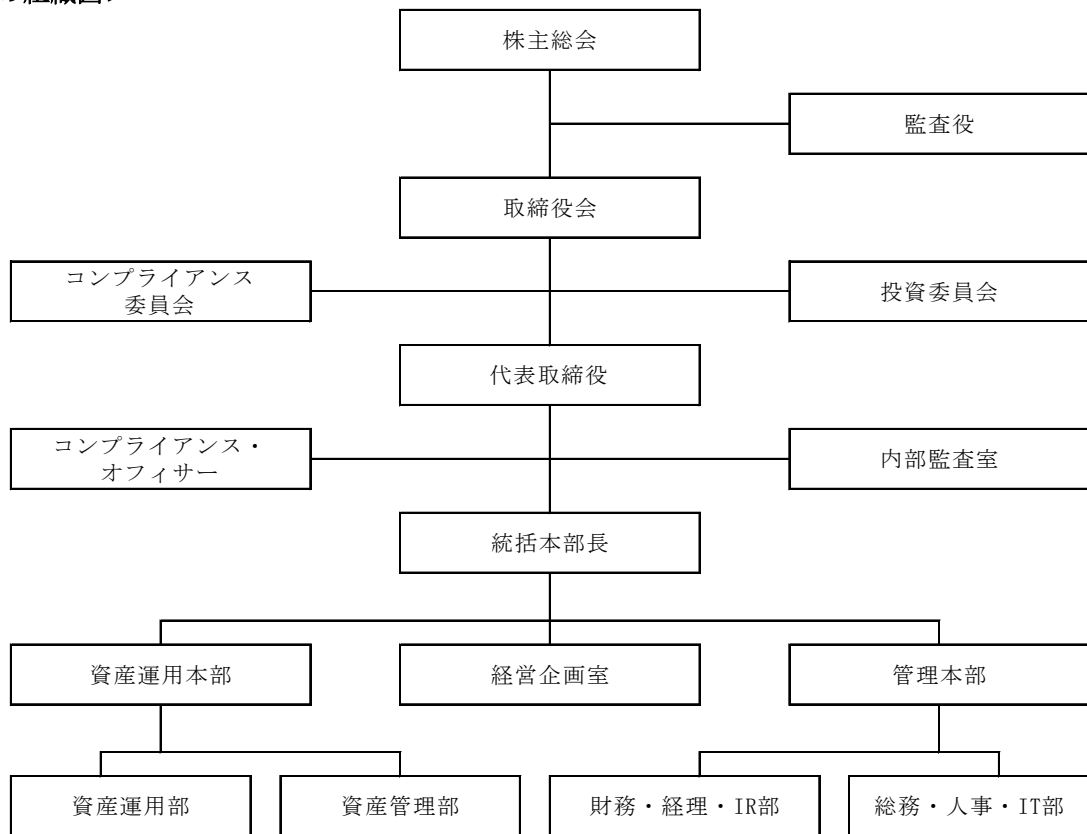 株主総会
監査役
取締役会
コンプライアンス
委員会
投資委員会
代表取締役
コンプライアンス・
オフィサー
内部監査室
統括本部長
資産運用本部
経営企画室
管理本部
資産運用部
資産管理部
財務・経理・IR部
総務・人事・IT部